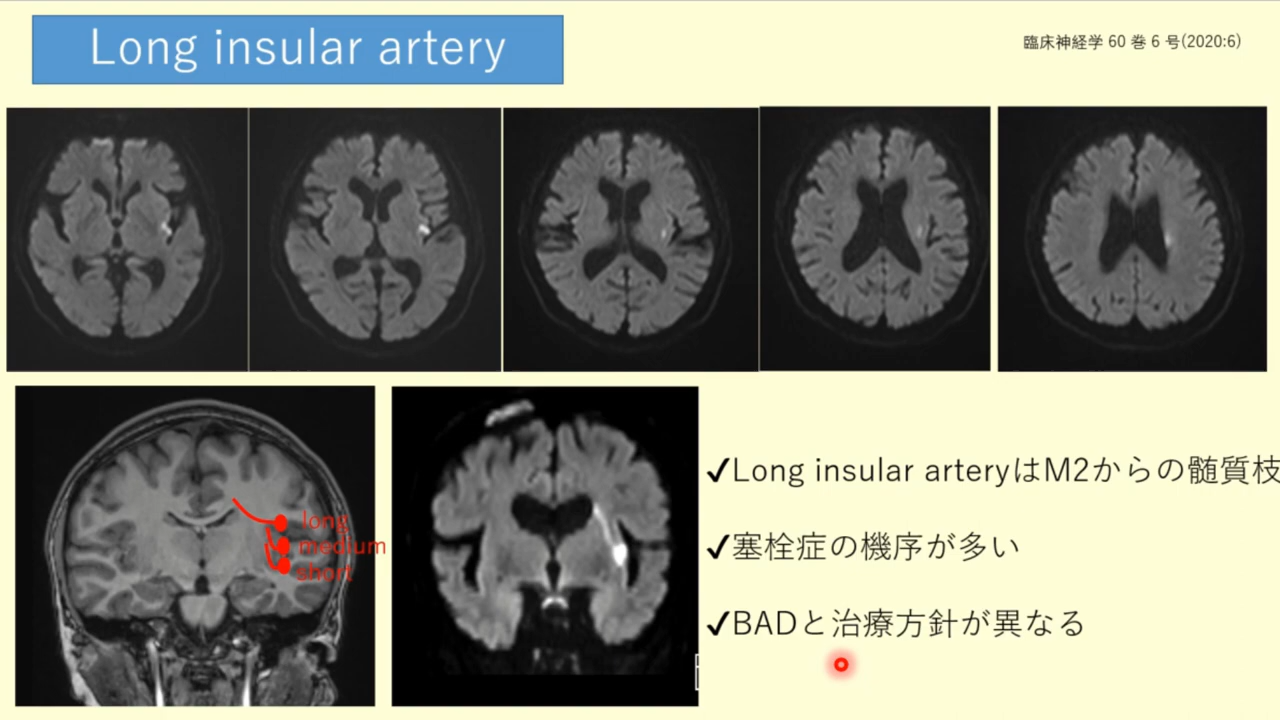 Long insular artery
臨床神経学 60 巻 6 号(2020:6)
long
medium
short
✓Long insular arteryはM2からの髄質枝
✓塞栓症の機序が多い
✓BADと治療方針が異なる